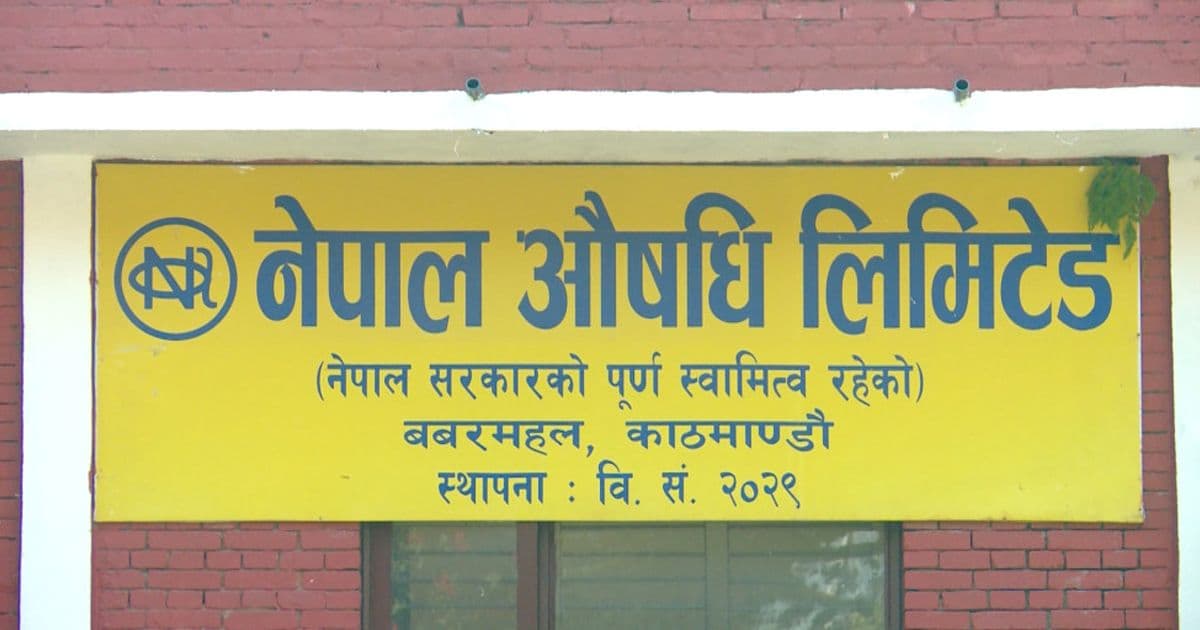 नेपाल औषधि लिमिटेड
(नेपाल सरकारको पूर्ण स्वामित्व रहेको)
बबरमहल, काठमाण्डौ
स्थापना : वि. सं. २०२९